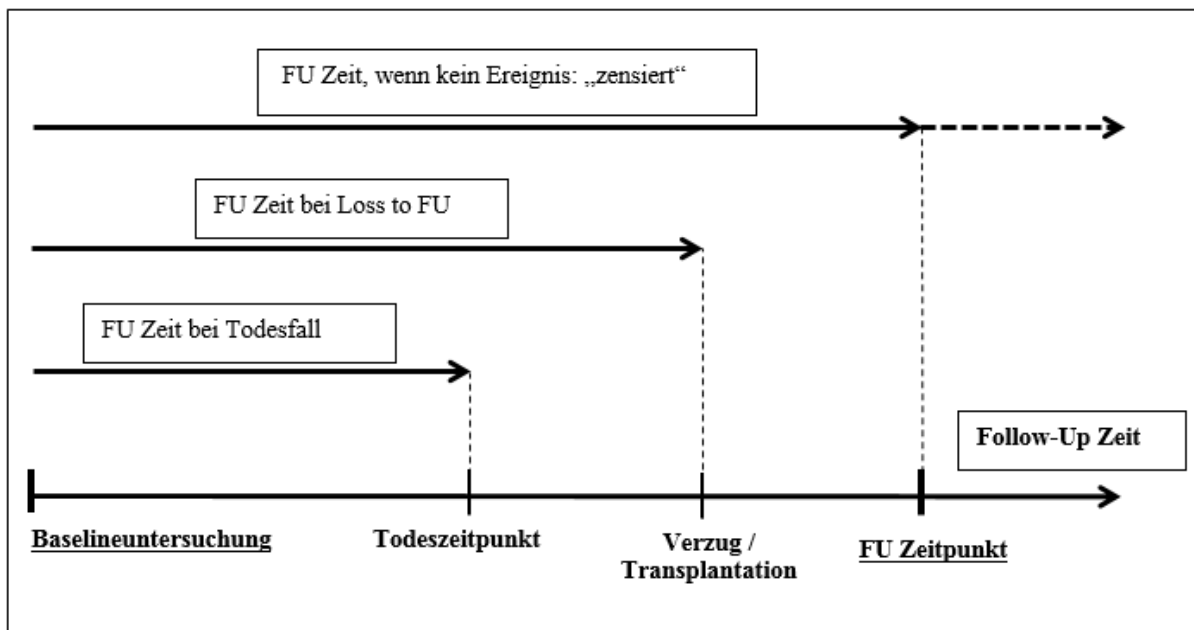 FU Zeit, wenn kein Ereignis: „zensiert“
FU Zeit bei Loss to FU
FU Zeit bei Todesfall
Follow-Up Zeit
Baselineuntersuchung
Todeszeitpunkt
Verzug /
Transplantation
FU Zeitpunkt